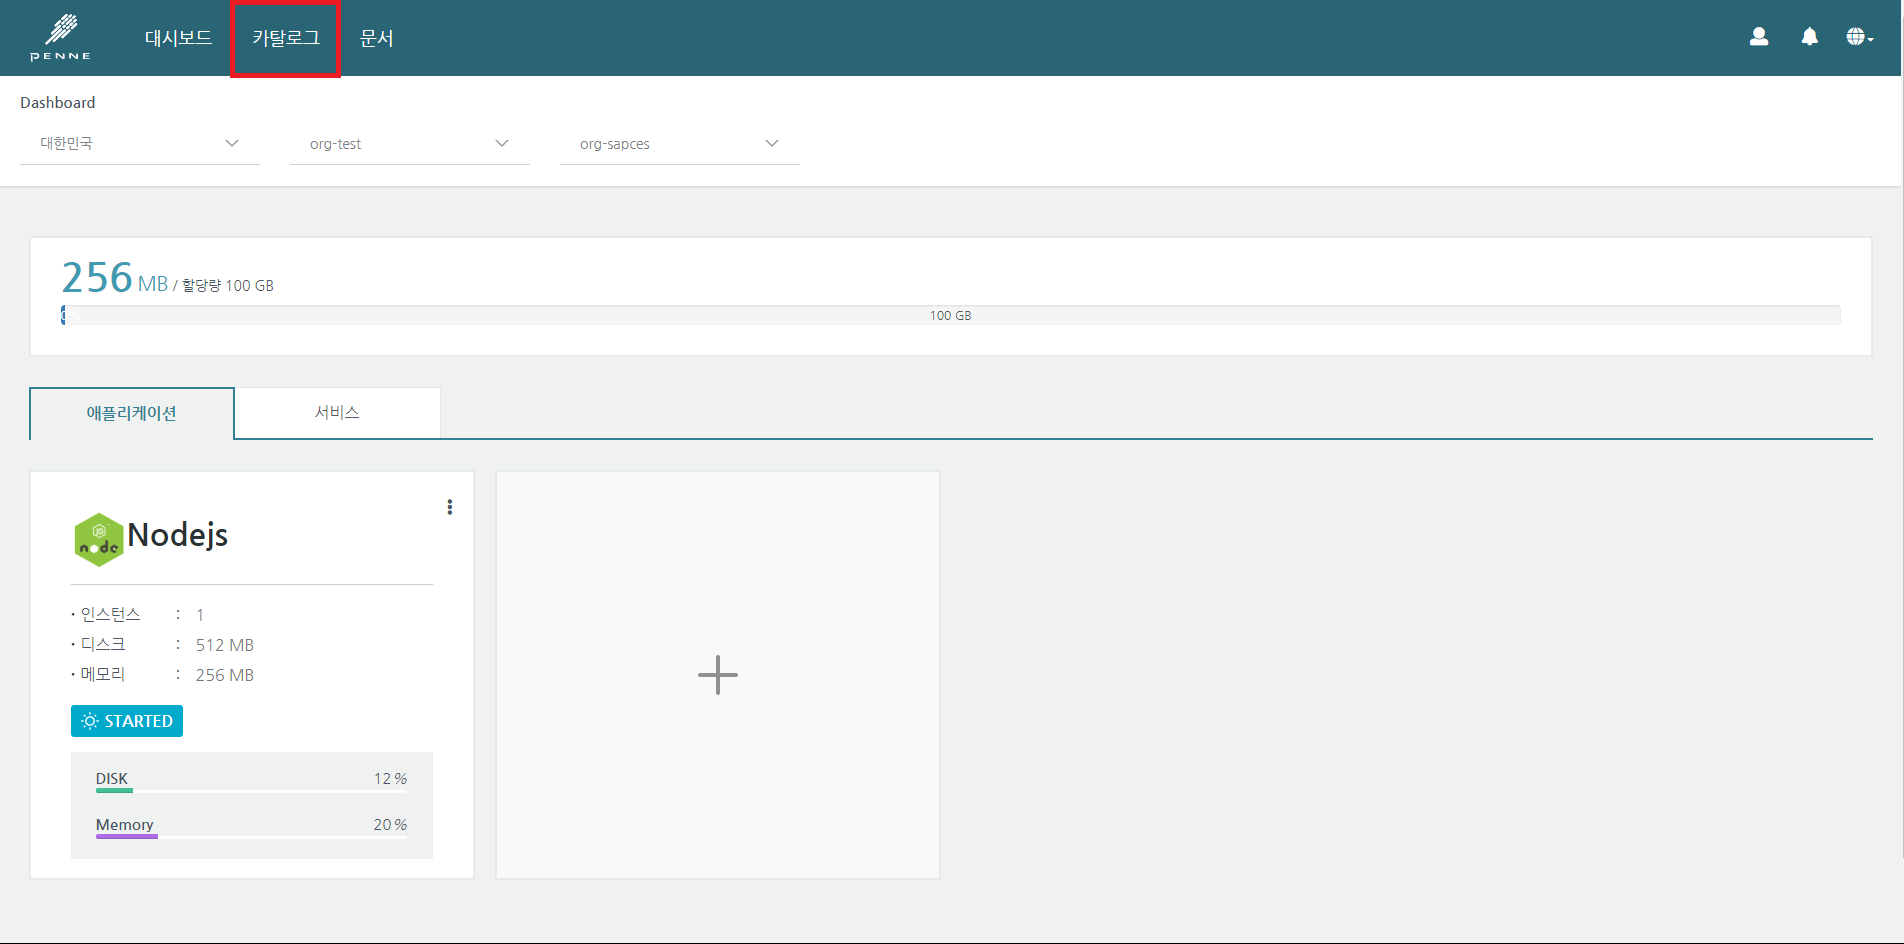 PENNE 대시보드 카탈로그 문서
Dashboard
대한민국 org-test org-sapces
256 MB / 할당량 100 GB
0% 100 GB
애플리케이션 서비스
Nodejs
· 인스턴스 : 1
· 디스크 : 512 MB
· 메모리 : 256 MB
STARTED
DISK 12 %
Memory 20 %